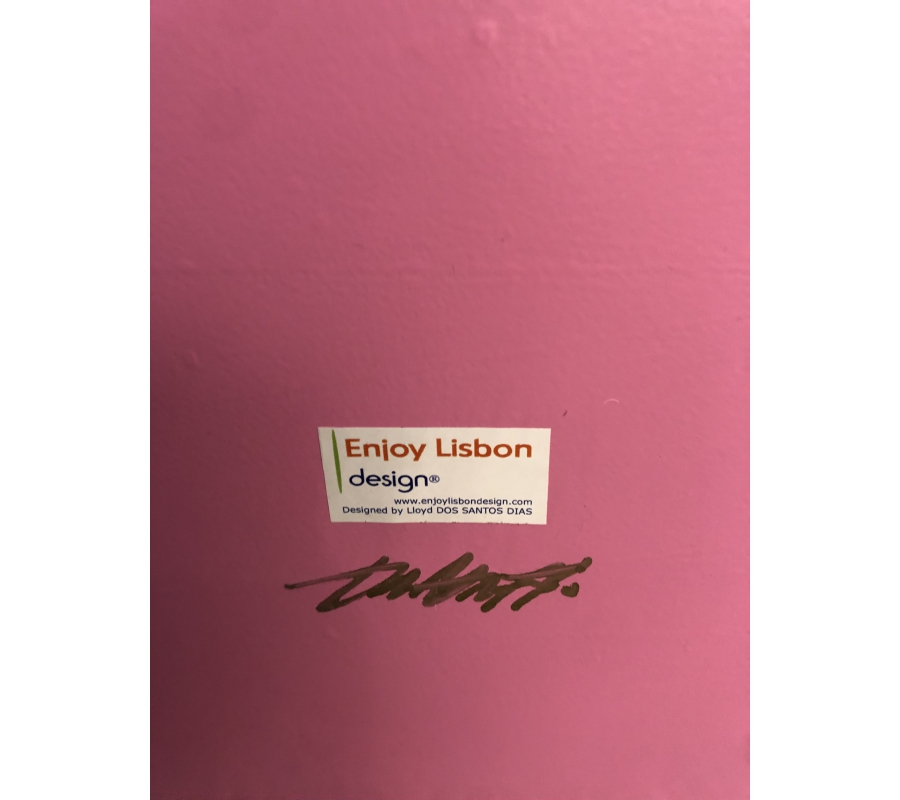 Enjoy Lisbon
design®
www.enjoylisbondesign.com
Designed by Lloyd DOS SANTOS DIAS